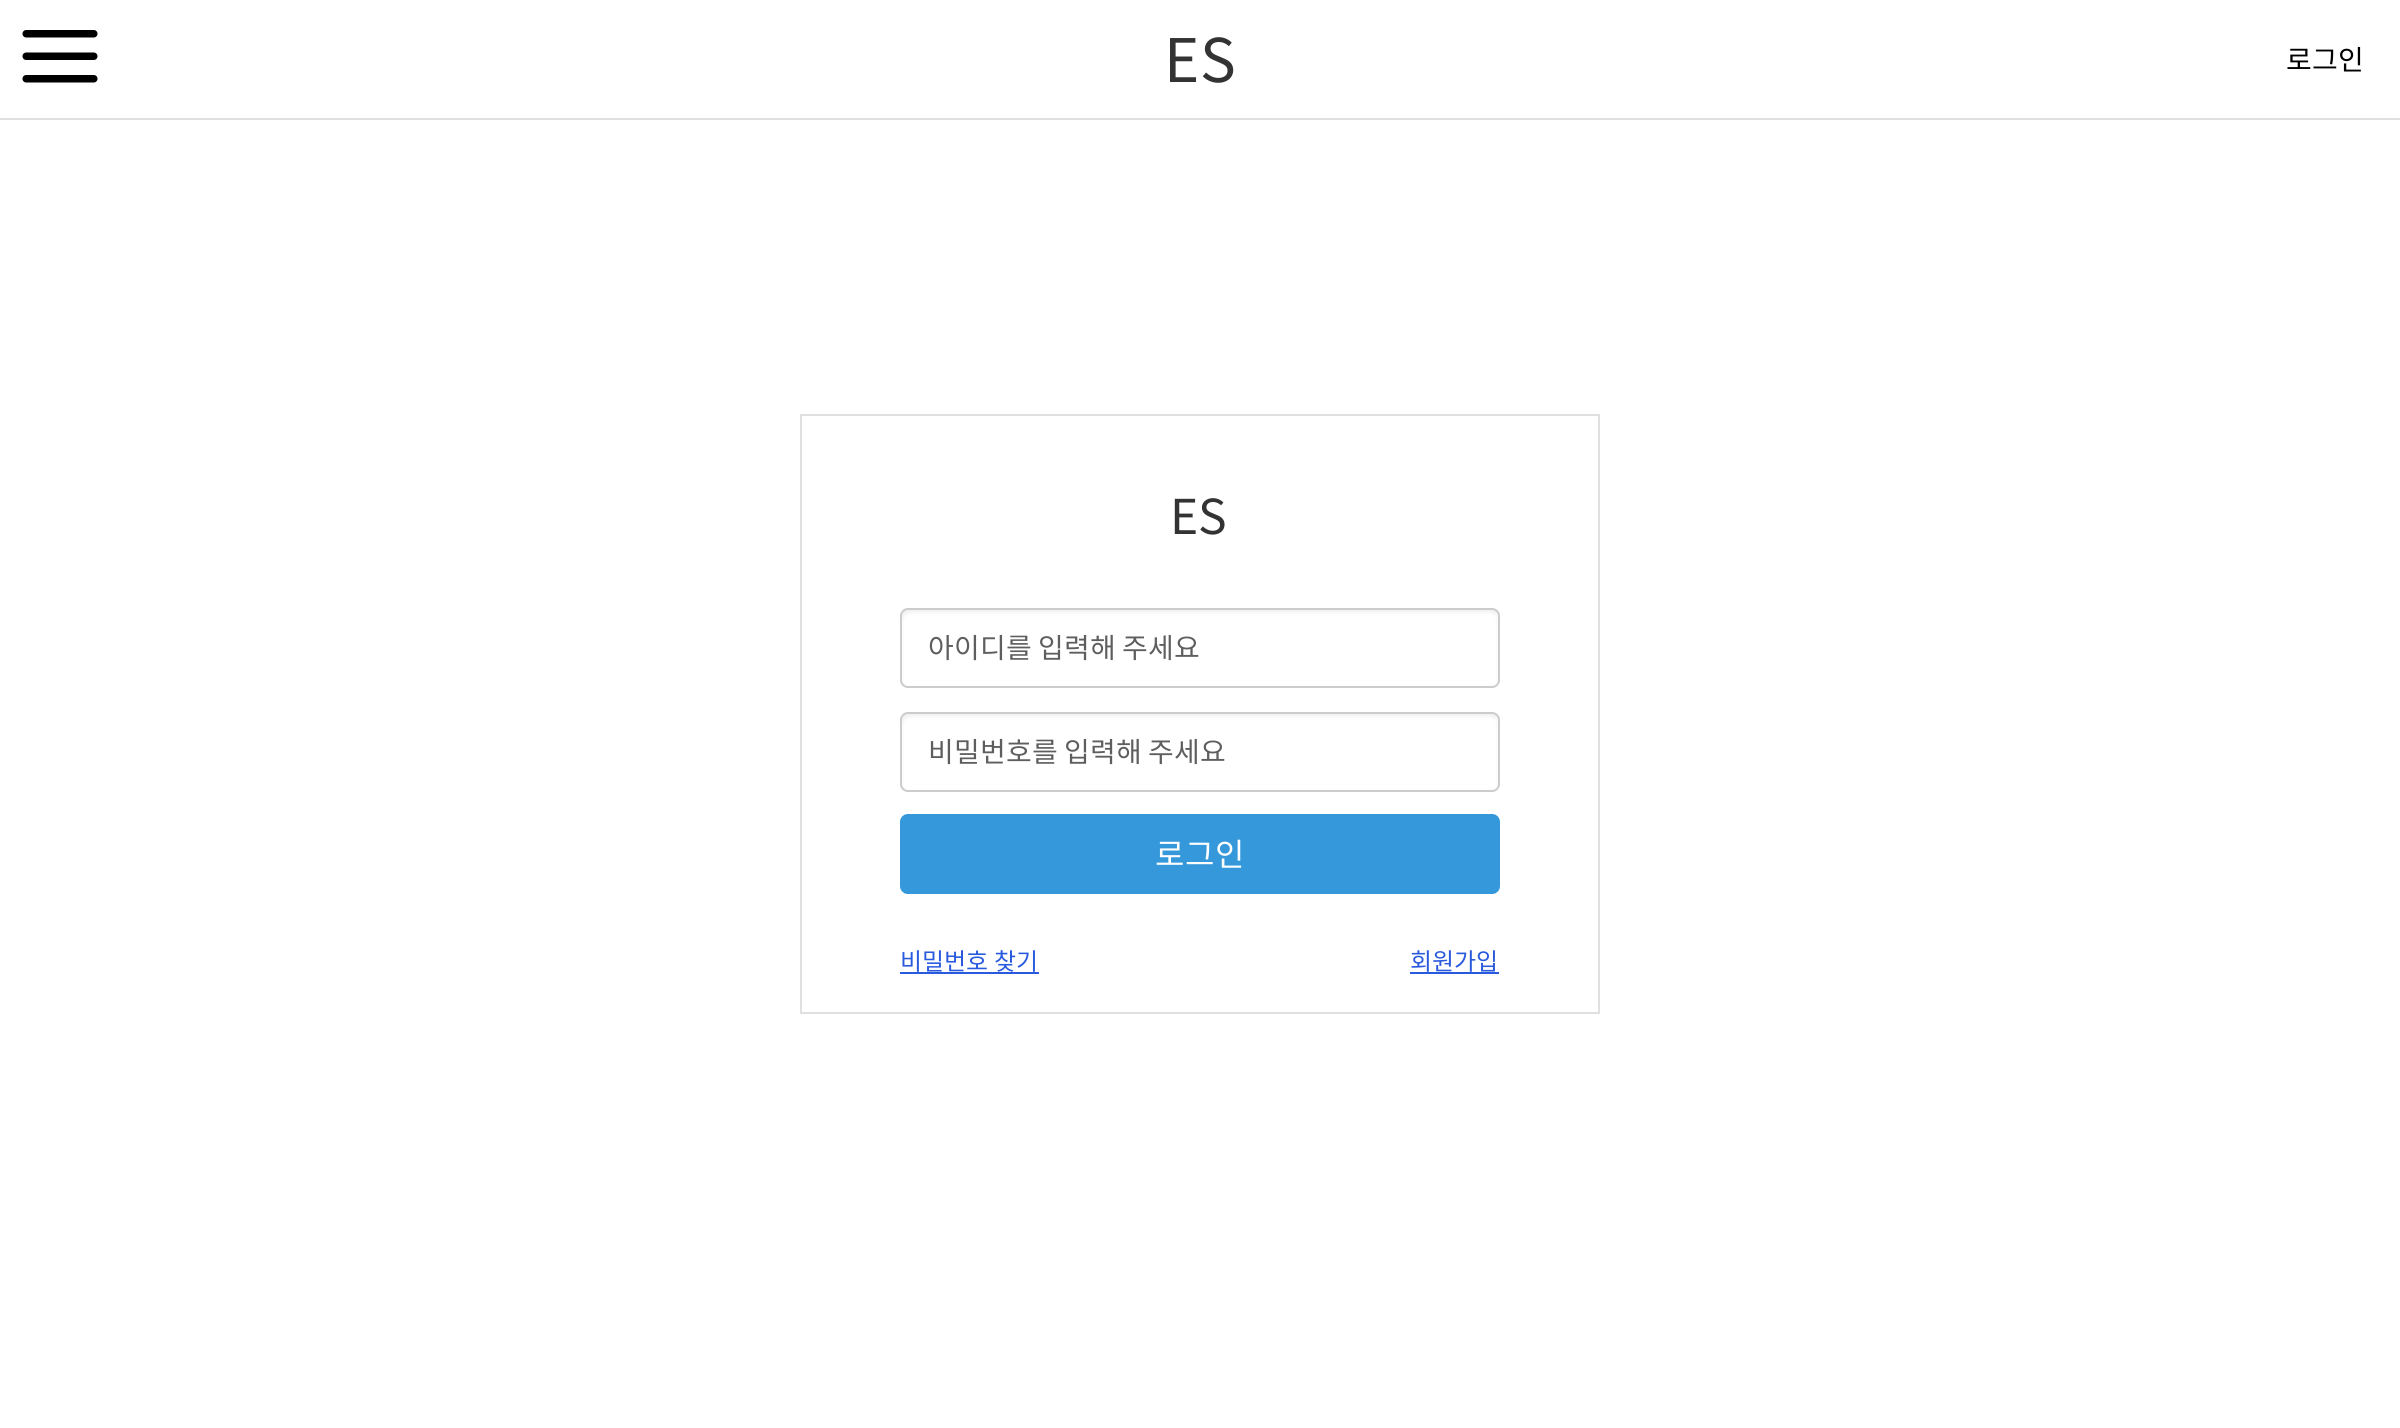 ES
로그인
ES
아이디를 입력해 주세요
비밀번호를 입력해 주세요
로그인
비밀번호 찾기
회원가입